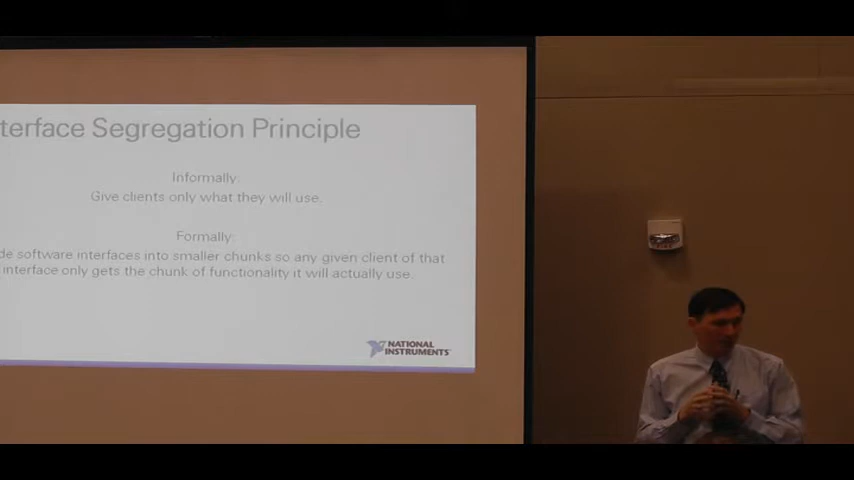 terface Segregation Principle
Informally:
Give clients only what they will use.
Formally:
de software interfaces into smaller chunks so any given client of that
interface only gets the chunk of functionality it will actually use.
NATIONAL
INSTRUMENTS